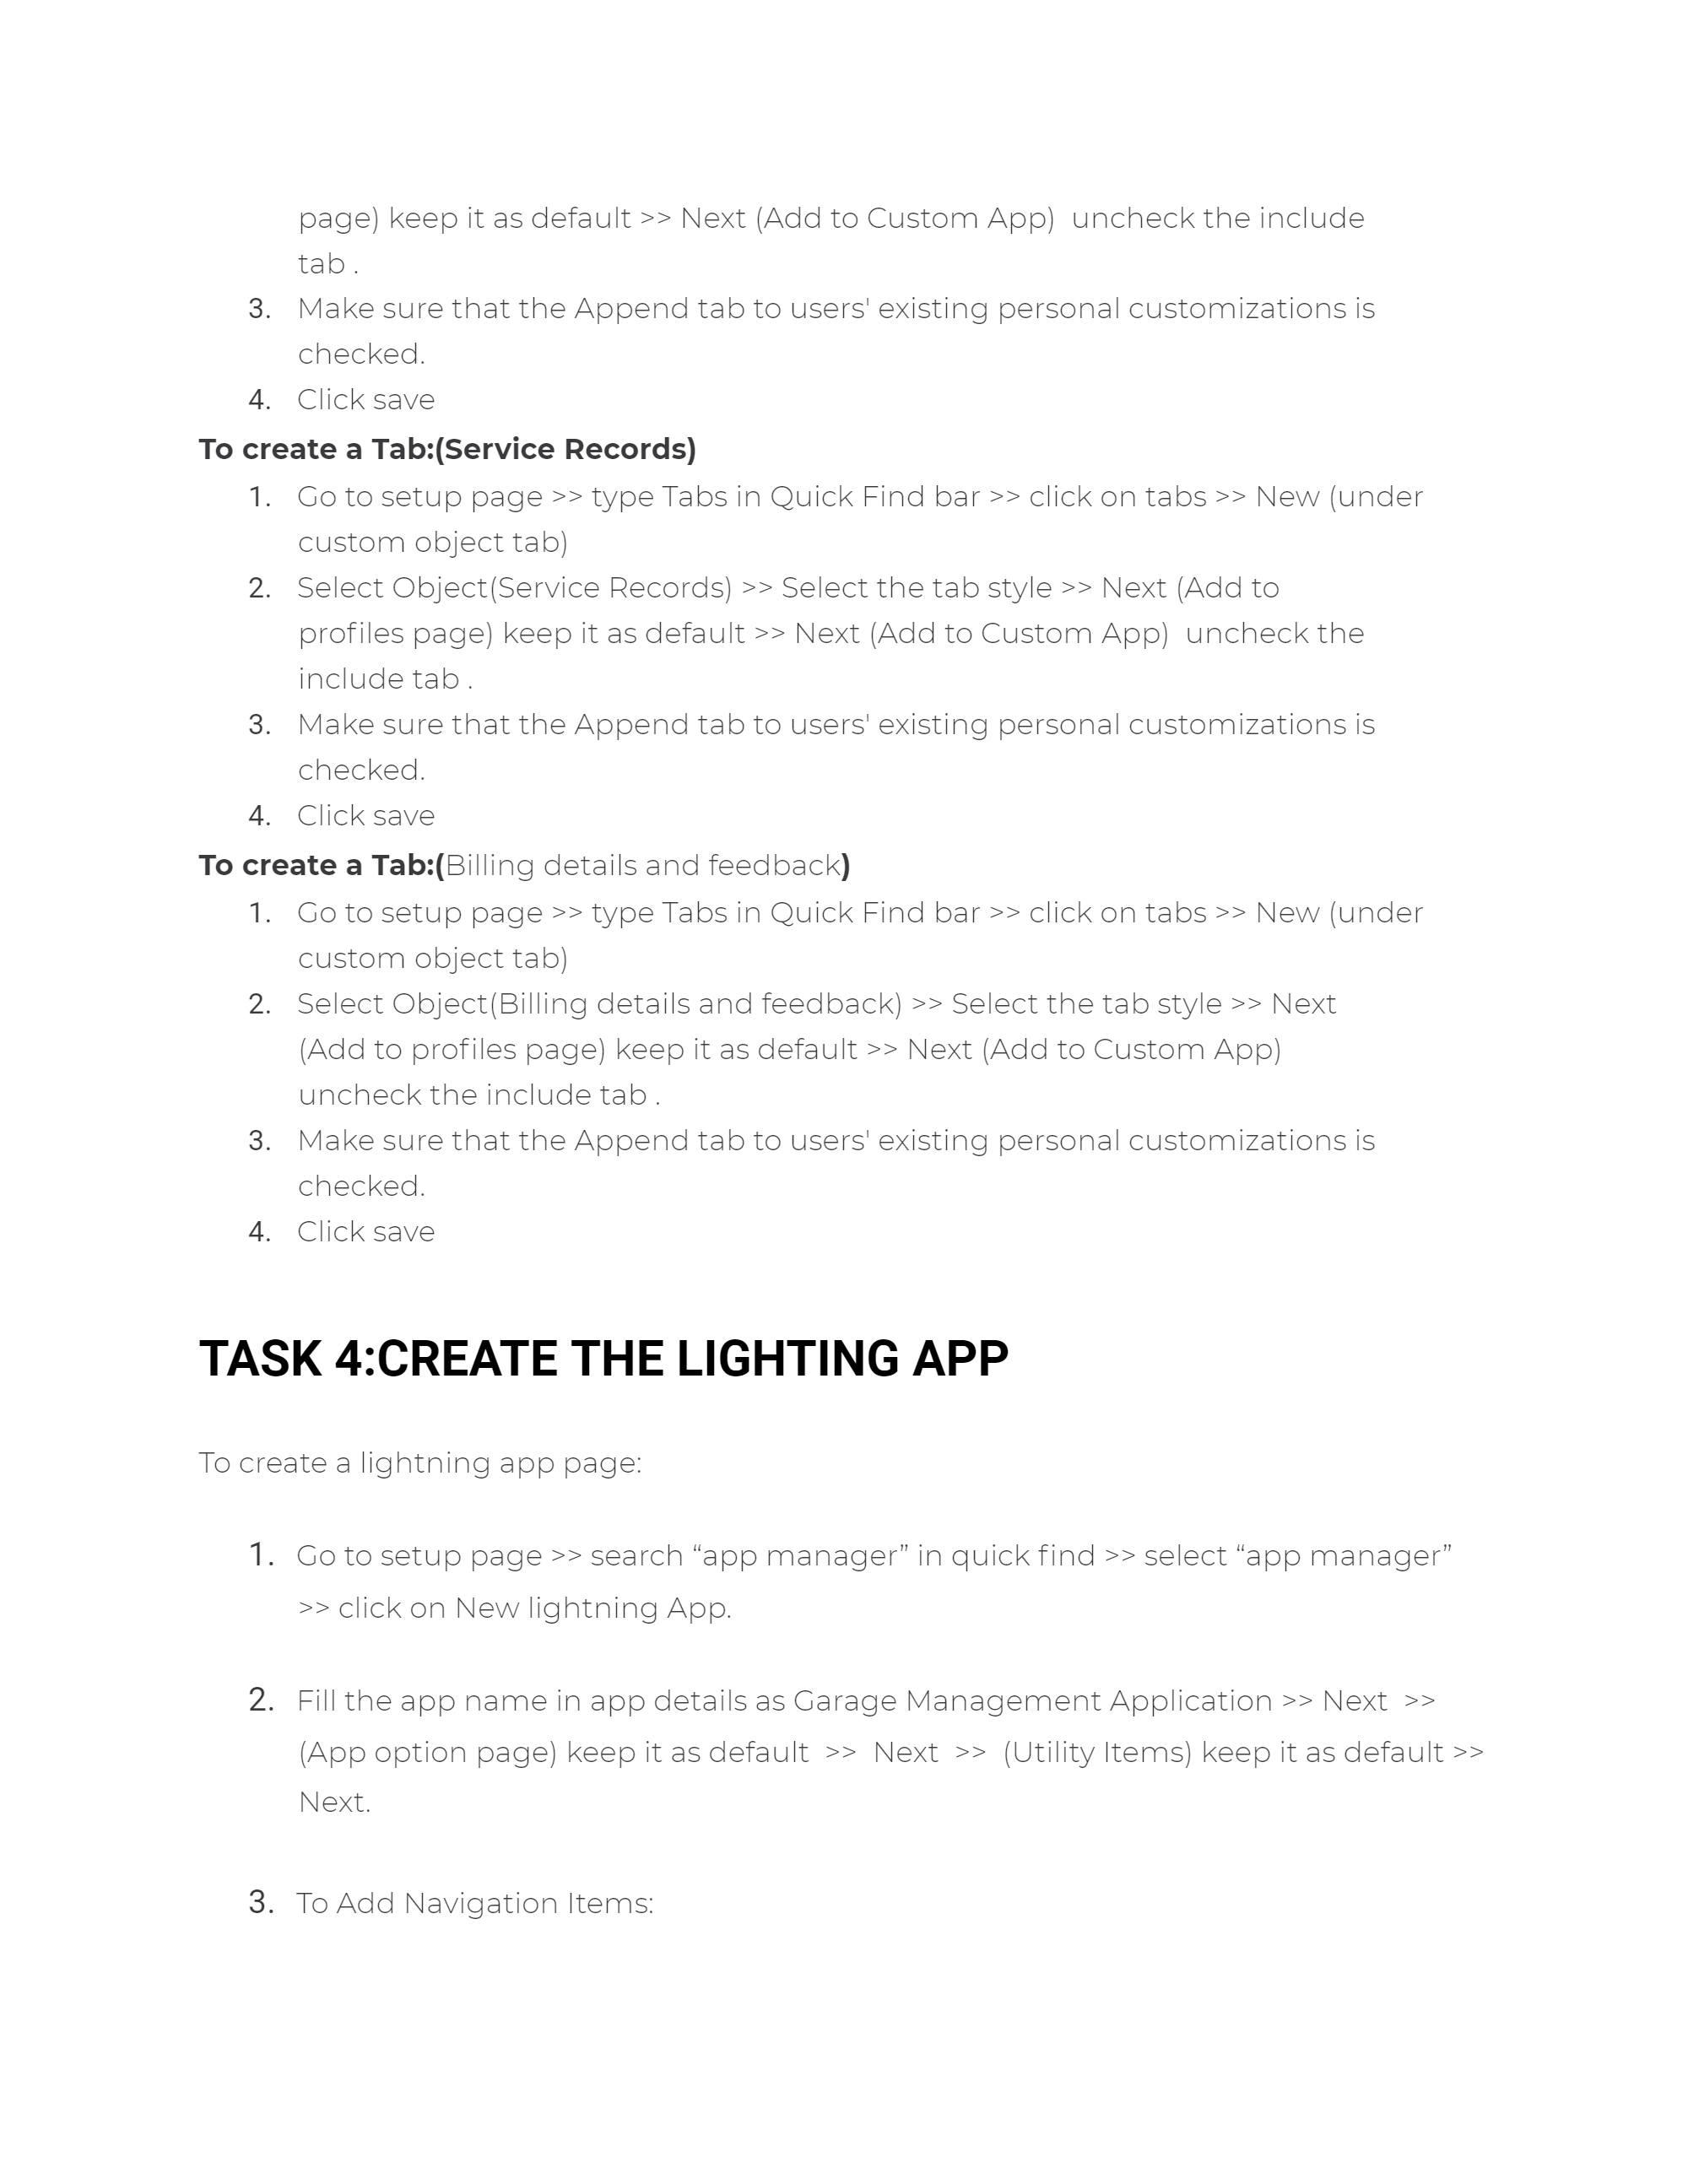 page) keep it as default >> Next (Add to Custom App)  uncheck the include
tab .
3. Make sure that the Append tab to users' existing personal customizations is
checked.
4. Click save
To create a Tab:(Service Records)
1. Go to setup page >> type Tabs in Quick Find bar >> click on tabs >> New (under
custom object tab)
2. Select Object(Service Records) >> Select the tab style >> Next (Add to
profiles page) keep it as default >> Next (Add to Custom App)  uncheck the
include tab .
3. Make sure that the Append tab to users' existing personal customizations is
checked.
4. Click save
To create a Tab:(Billing details and feedback)
1. Go to setup page >> type Tabs in Quick Find bar >> click on tabs >> New (under
custom object tab)
2. Select Object(Billing details and feedback) >> Select the tab style >> Next
(Add to profiles page) keep it as default >> Next (Add to Custom App)
uncheck the include tab .
3. Make sure that the Append tab to users' existing personal customizations is
checked.
4. Click save
TASK 4:CREATE THE LIGHTING APP
To create a lightning app page:
1. Go to setup page >> search “app manager” in quick find >> select “app manager”
>> click on New lightning App.
2. Fill the app name in app details as Garage Management Application >> Next  >>
(App option page) keep it as default  >>  Next  >>  (Utility Items) keep it as default >>
Next.
3. To Add Navigation Items: